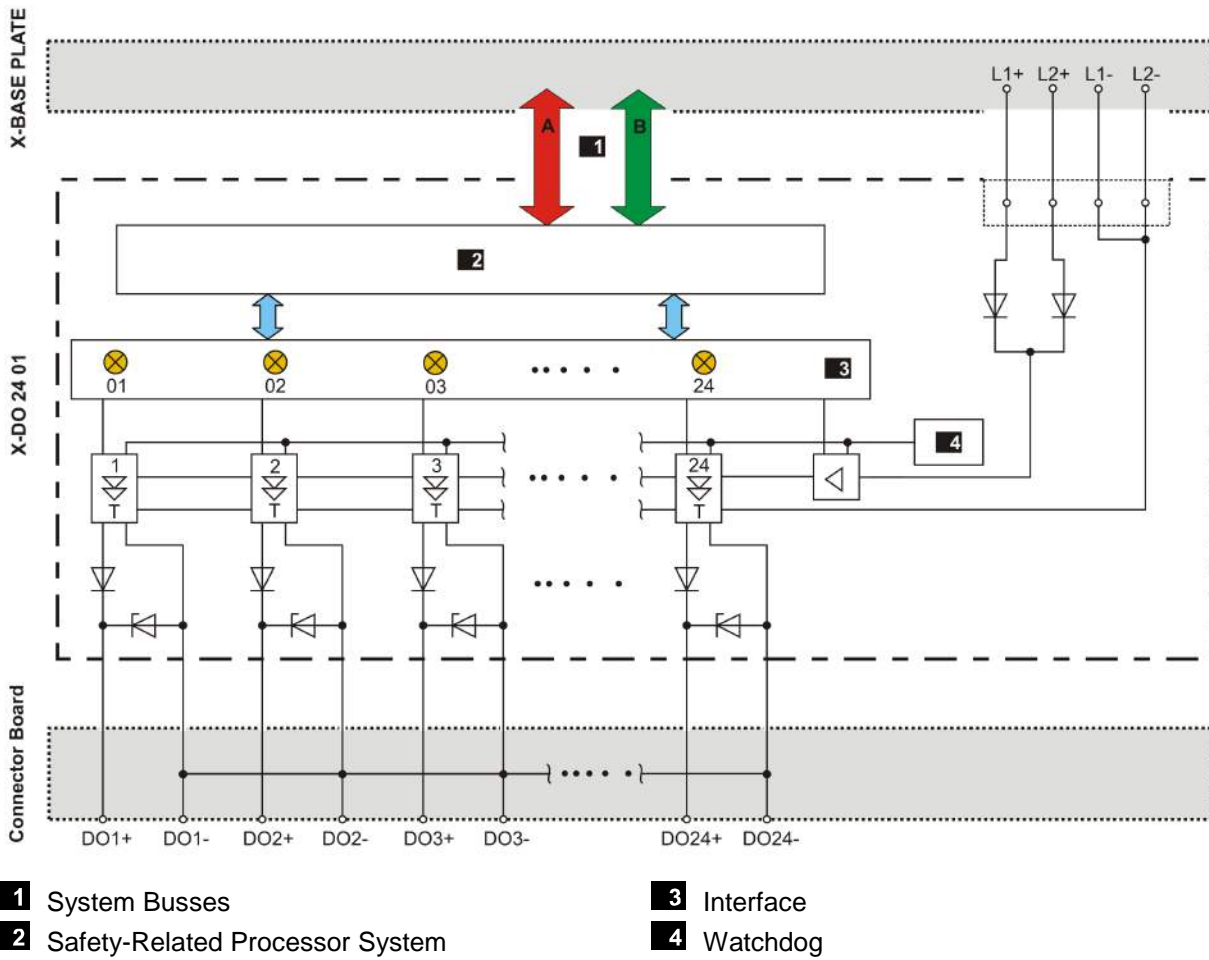 X-BASE PLATE
L1+ L2+ L1- L2-
A B
1
X-DO 24 01
2
01 02 03 24
3
4
1 2 3 24
T T T T
Connector Board
DO1+ DO1- DO2+ DO2- DO3+ DO3- DO24+ DO24-
1 System Busses
2 Safety-Related Processor System
3 Interface
4 Watchdog